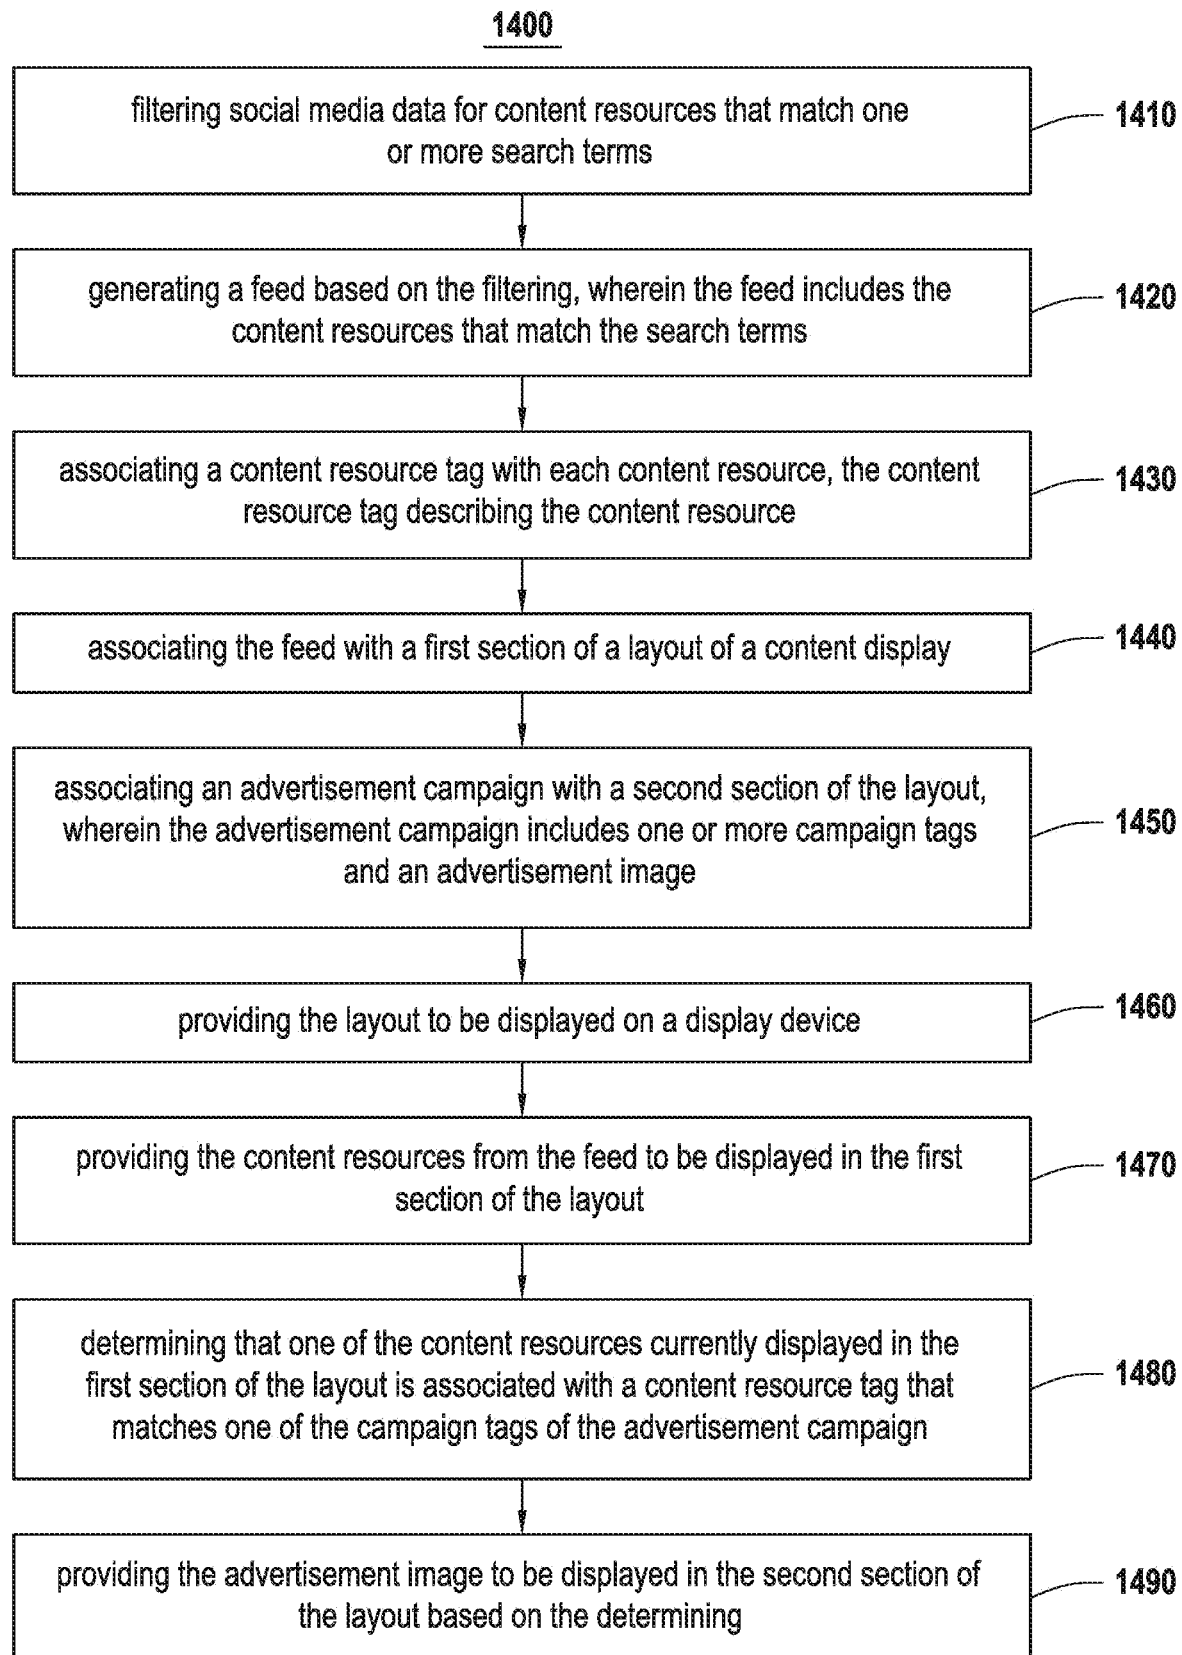 1400
filtering social media data for content resources that match one
or more search terms
1410
generating a feed based on the filtering, wherein the feed includes the
content resources that match the search terms
1420
associating a content resource tag with each content resource, the content
resource tag describing the content resource
1430
associating the feed with a first section of a layout of a content display
1440
associating an advertisement campaign with a second section of the layout,
wherein the advertisement campaign includes one or more campaign tags
and an advertisement image
1450
providing the layout to be displayed on a display device
1460
providing the content resources from the feed to be displayed in the first
section of the layout
1470
determining that one of the content resources currently displayed in the
first section of the layout is associated with a content resource tag that
matches one of the campaign tags of the advertisement campaign
1480
providing the advertisement image to be displayed in the second section of
the layout based on the determining
1490